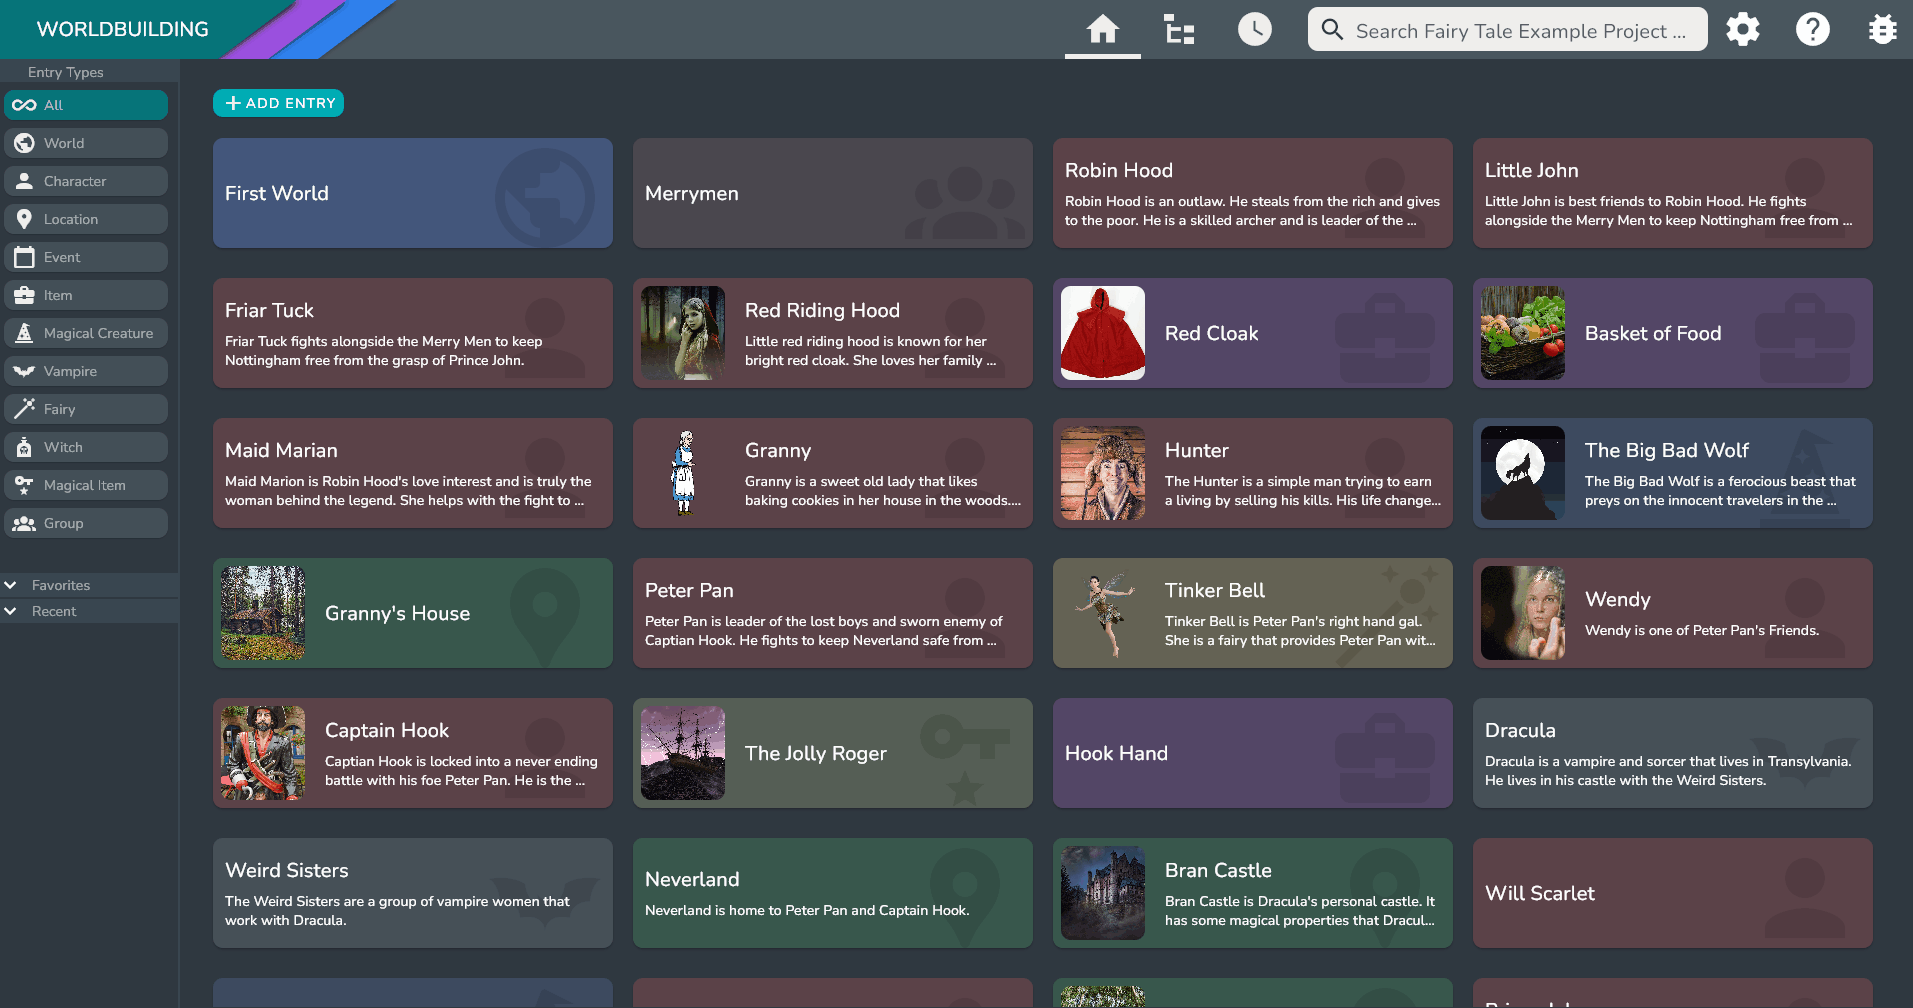 WORLDBUILDING
Search Fairy Tale Example Project ...
Entry Types
All
World
Character
Location
Event
Item
Magical Creature
Vampire
Fairy
Witch
Magical Item
Group
Favorites
Recent
ADD ENTRY
First World
Merrymen
Robin Hood
Robin Hood is an outlaw. He steals from the rich and gives
to the poor. He is a skilled archer and is leader of the ...
Little John
Little John is best friends to Robin Hood. He fights
alongside the Merry Men to keep Nottingham free from ...
Friar Tuck
Friar Tuck fights alongside the Merry Men to keep
Nottingham free from the grasp of Prince John.
Red Riding Hood
Little red riding hood is known for her
bright red cloak. She loves her family ...
Red Cloak
Basket of Food
Maid Marian
Maid Marion is Robin Hood's love interest and is truly the
woman behind the legend. She helps with the fight to ...
Granny
Granny is a sweet old lady that likes
baking cookies in her house in the woods....
Hunter
The Hunter is a simple man trying to earn
a living by selling his kills. His life change...
The Big Bad Wolf
The Big Bad Wolf is a ferocious beast that
preys on the innocent travelers in the ...
Granny's House
Peter Pan
Peter Pan is leader of the lost boys and sworn enemy of
Captian Hook. He fights to keep Neverland safe from ...
Tinker Bell
Tinker Bell is Peter Pan's right hand gal.
She is a fairy that provides Peter Pan wit...
Wendy
Wendy is one of Peter Pan's Friends.
Captain Hook
Captian Hook is locked into a never ending
battle with his foe Peter Pan. He is the ...
The Jolly Roger
Hook Hand
Dracula
Dracula is a vampire and sorcer that lives in Transylvania.
He lives in his castle with the Weird Sisters.
Weird Sisters
The Weird Sisters are a group of vampire women that
work with Dracula.
Neverland
Neverland is home to Peter Pan and Captain Hook.
Bran Castle
Bran Castle is Dracula's personal castle. It
has some magical properties that Dracul...
Will Scarlet